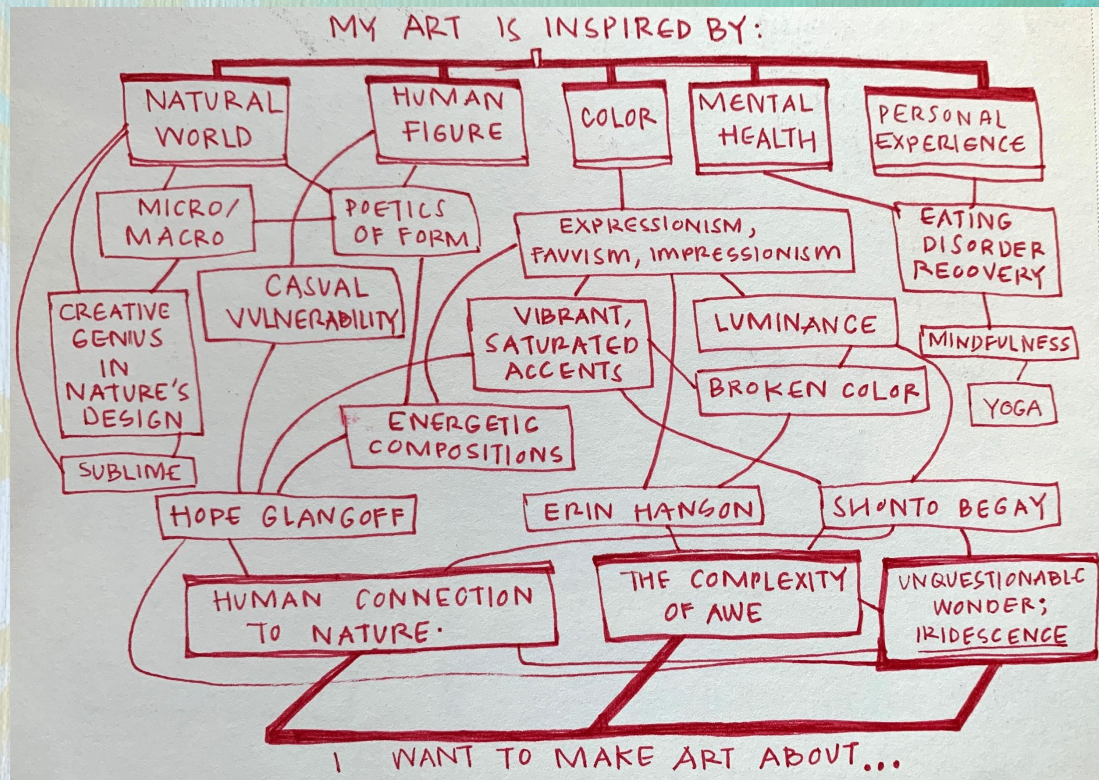 MY ART IS INSPIRED BY:
NATURAL
WORLD
HUMAN
FIGURE
COLOR
MENTAL
HEALTH
PERSONAL
EXPERIENCE
MICRO/
MACRO
POETICS
OF FORM
EXPRESSIONISM,
FAUVISM, IMPRESSIONISM
EATING
DISORDER
RECOVERY
CREATIVE
GENIUS
IN
NATURE'S
DESIGN
CASUAL
VULNERABILITY
VIBRANT,
SATURATED
ACCENTS
LUMINANCE
MINDFULNESS
BROKEN COLOR
YOGA
ENERGETIC
COMPOSITIONS
SUBLIME
HOPE GLANGOFF
ERIN HANSON
SHONTO BEGAY
HUMAN CONNECTION
TO NATURE.
THE COMPLEXITY
OF AWE
UNQUESTIONABLE
WONDER;
IRIDESCENCE
I WANT TO MAKE ART ABOUT...